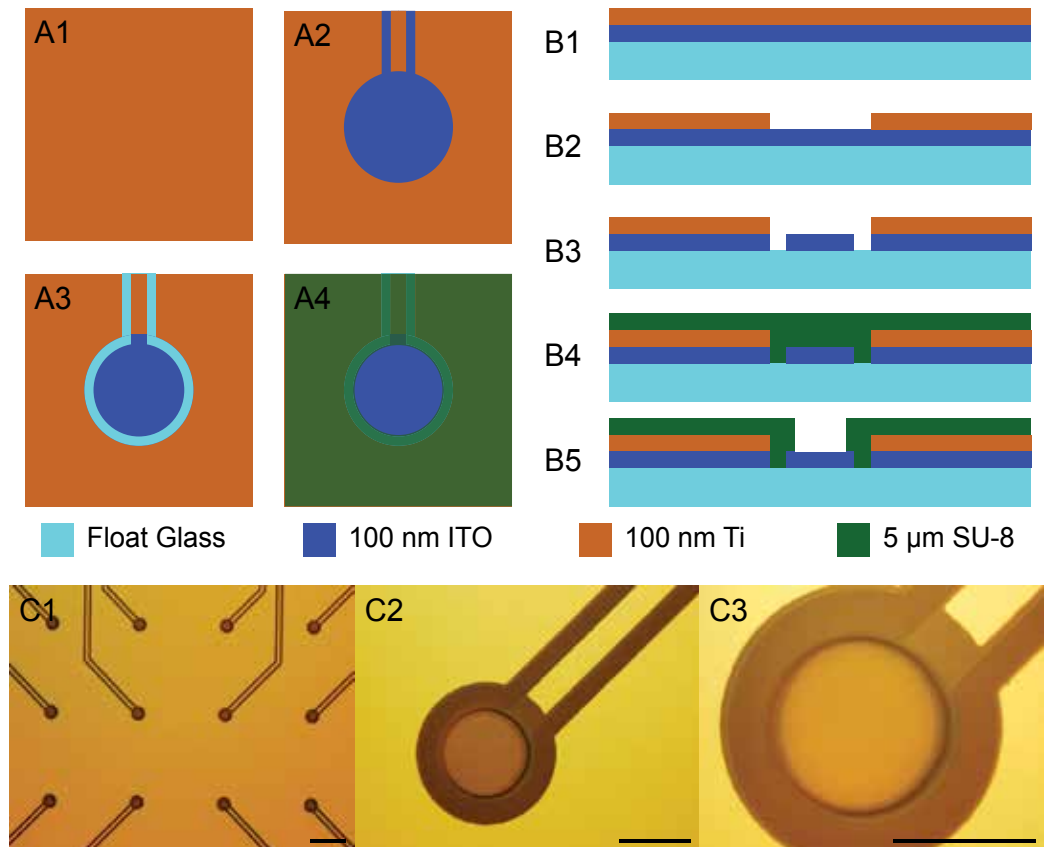 A1
A2
B1
B2
B3
A3
A4
B4
B5
Float Glass
100 nm ITO
100 nm Ti
5 µm SU-8
C1
C2
C3